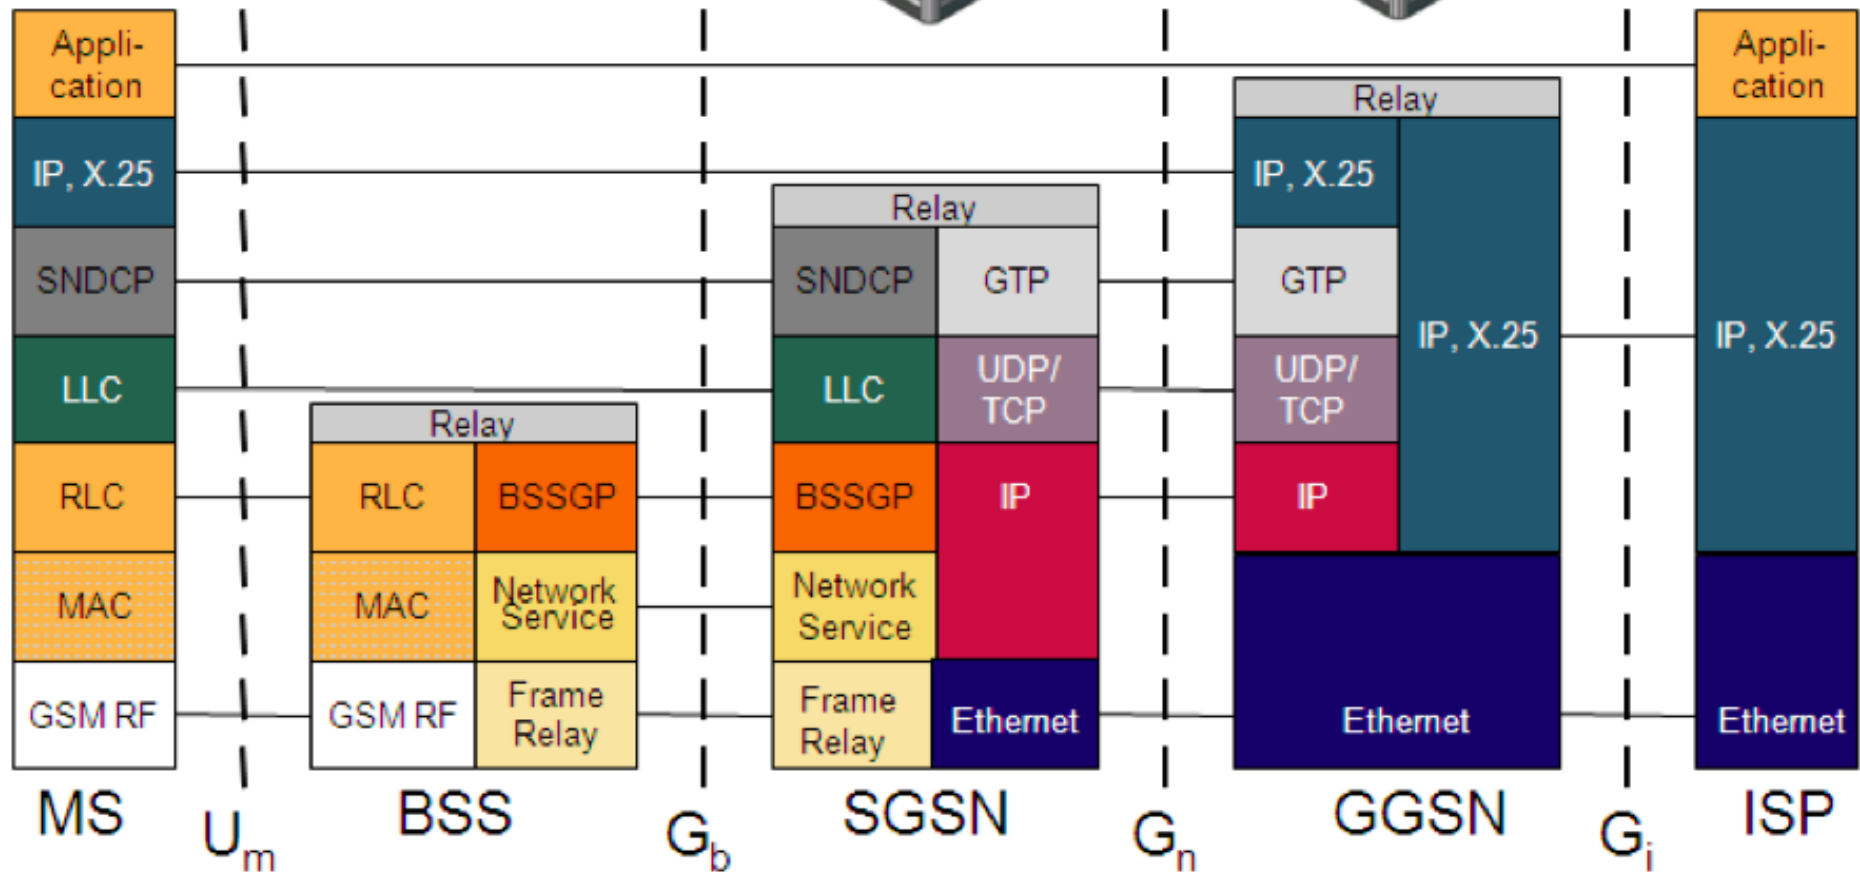 Appli-
cation
IP, X.25
SNDCP
LLC
RLC
MAC
GSM RF
MS
Um
Relay
RLC
BSSGP
MAC
Network
Service
GSM RF
Frame
Relay
BSS
Gb
Relay
SNDCP
GTP
LLC
UDP/
TCP
BSSGP
IP
Network
Service
Frame
Relay
Ethernet
SGSN
Gn
Relay
IP, X.25
GTP
UDP/
TCP
IP
IP, X.25
Ethernet
GGSN
Gi
Appli-
cation
IP, X.25
Ethernet
ISP